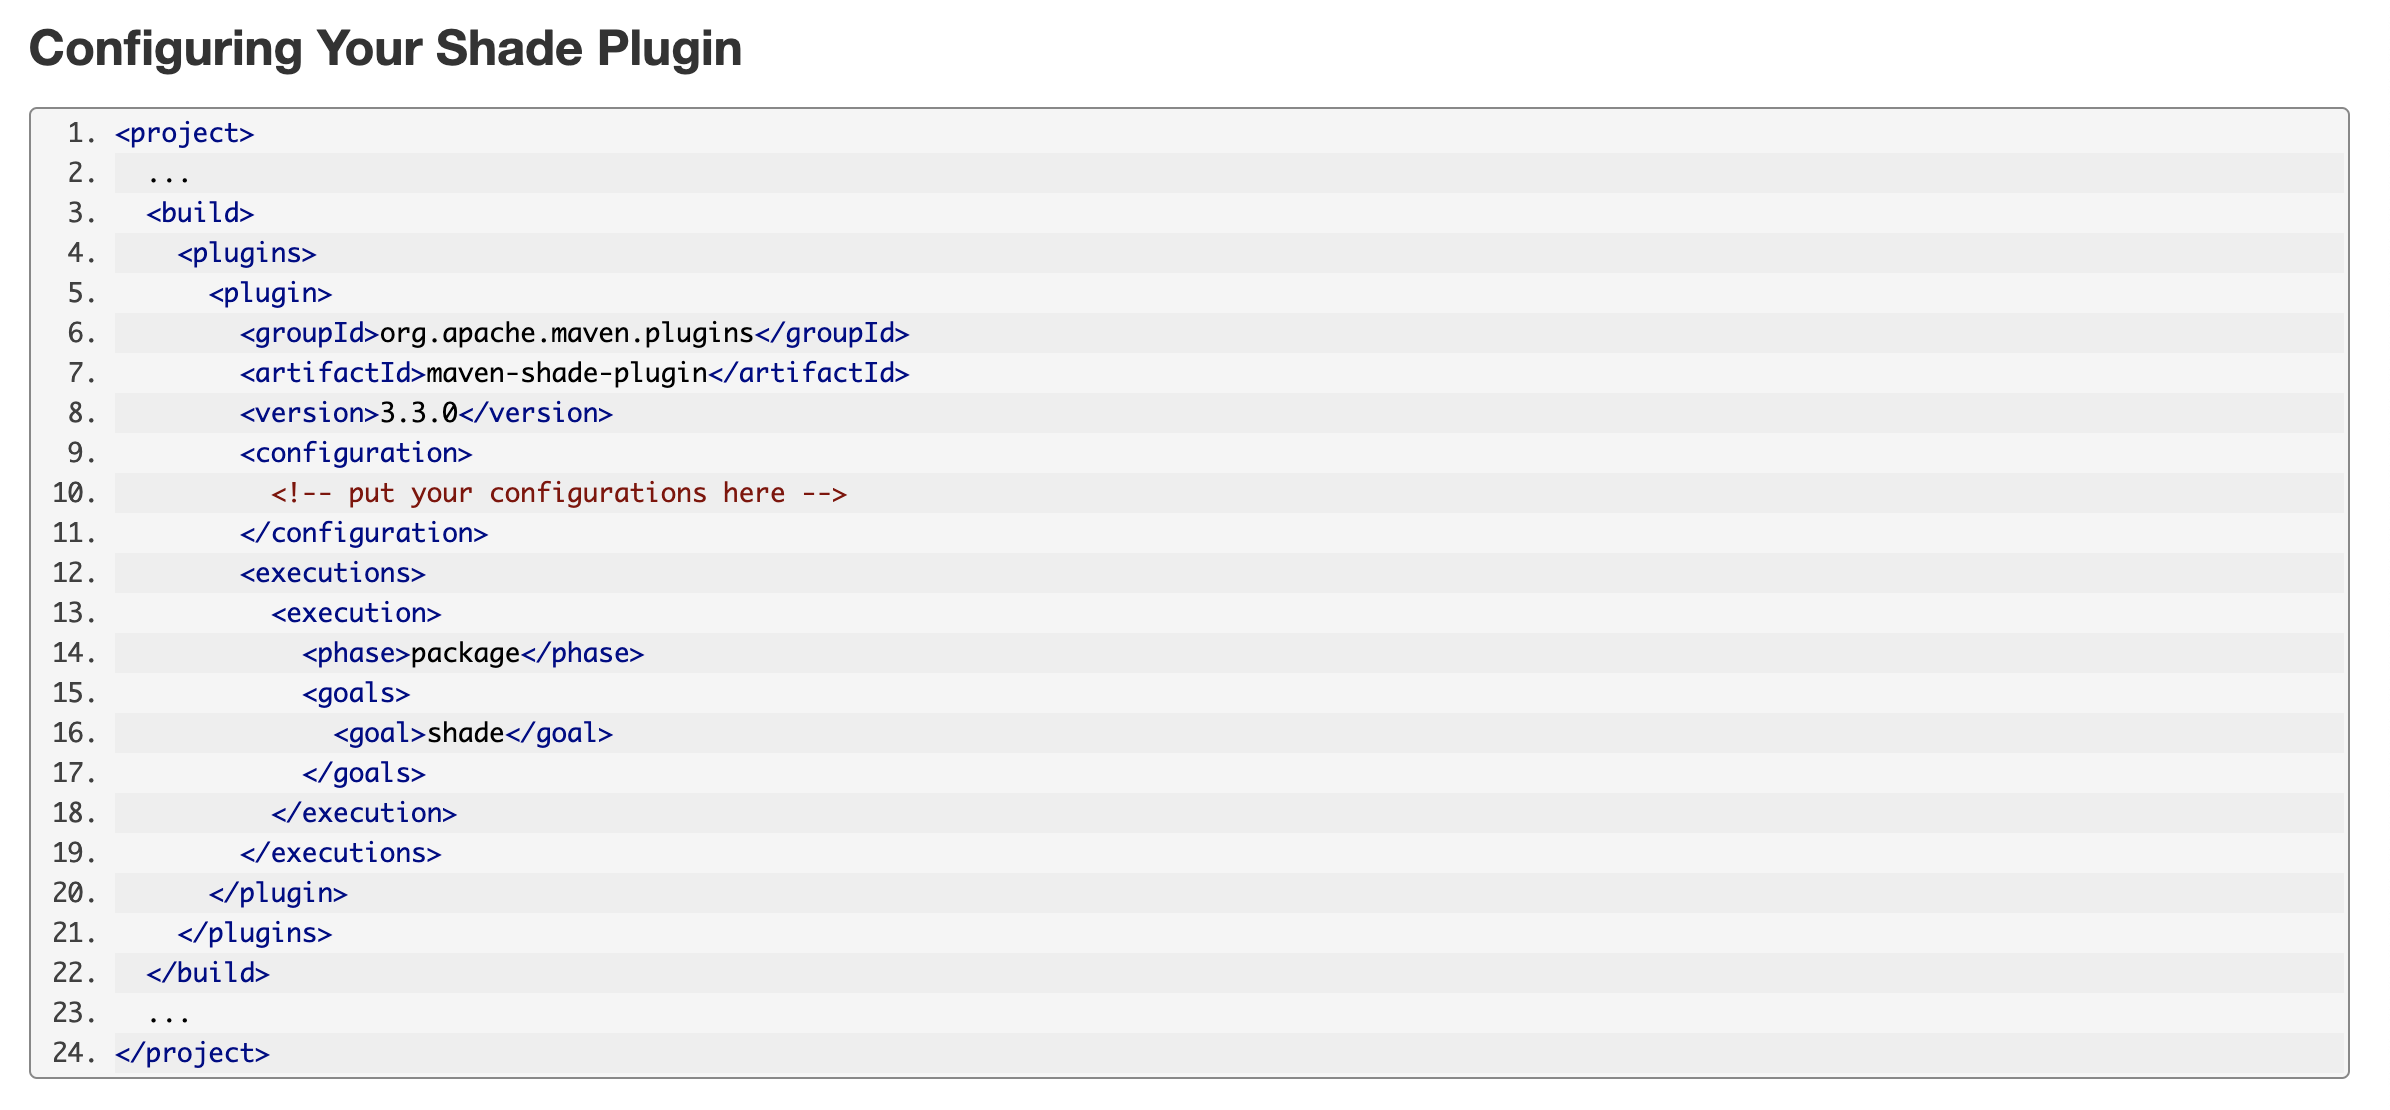 Configuring Your Shade Plugin
1. <project>
2.   ...
3.   <build>
4.     <plugins>
5.       <plugin>
6.         <groupId>org.apache.maven.plugins</groupId>
7.         <artifactId>maven-shade-plugin</artifactId>
8.         <version>3.3.0</version>
9.         <configuration>
10.           <!-- put your configurations here -->
11.         </configuration>
12.         <executions>
13.           <execution>
14.             <phase>package</phase>
15.             <goals>
16.               <goal>shade</goal>
17.             </goals>
18.           </execution>
19.         </executions>
20.       </plugin>
21.     </plugins>
22.   </build>
23.   ...
24. </project>